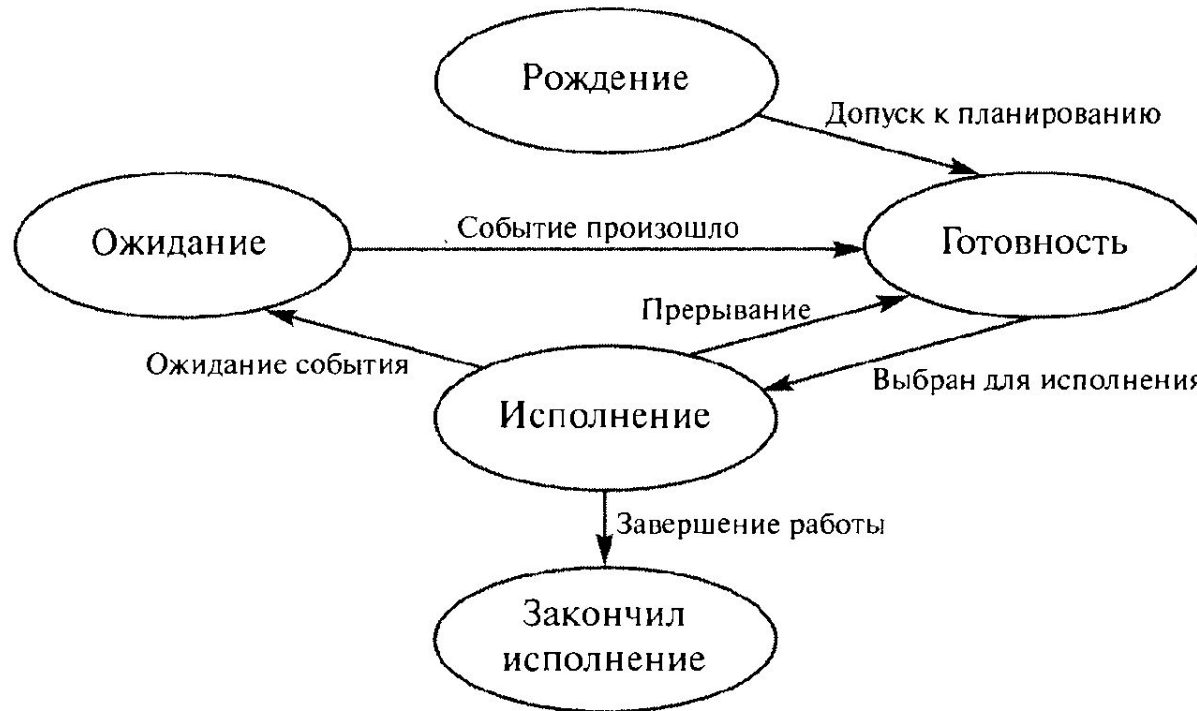 Рождение
Допуск к планированию
Ожидание
Событие произошло
Готовность
Прерывание
Ожидание события
Выбран для исполнения
Исполнение
Завершение работы
Закончил
исполнение